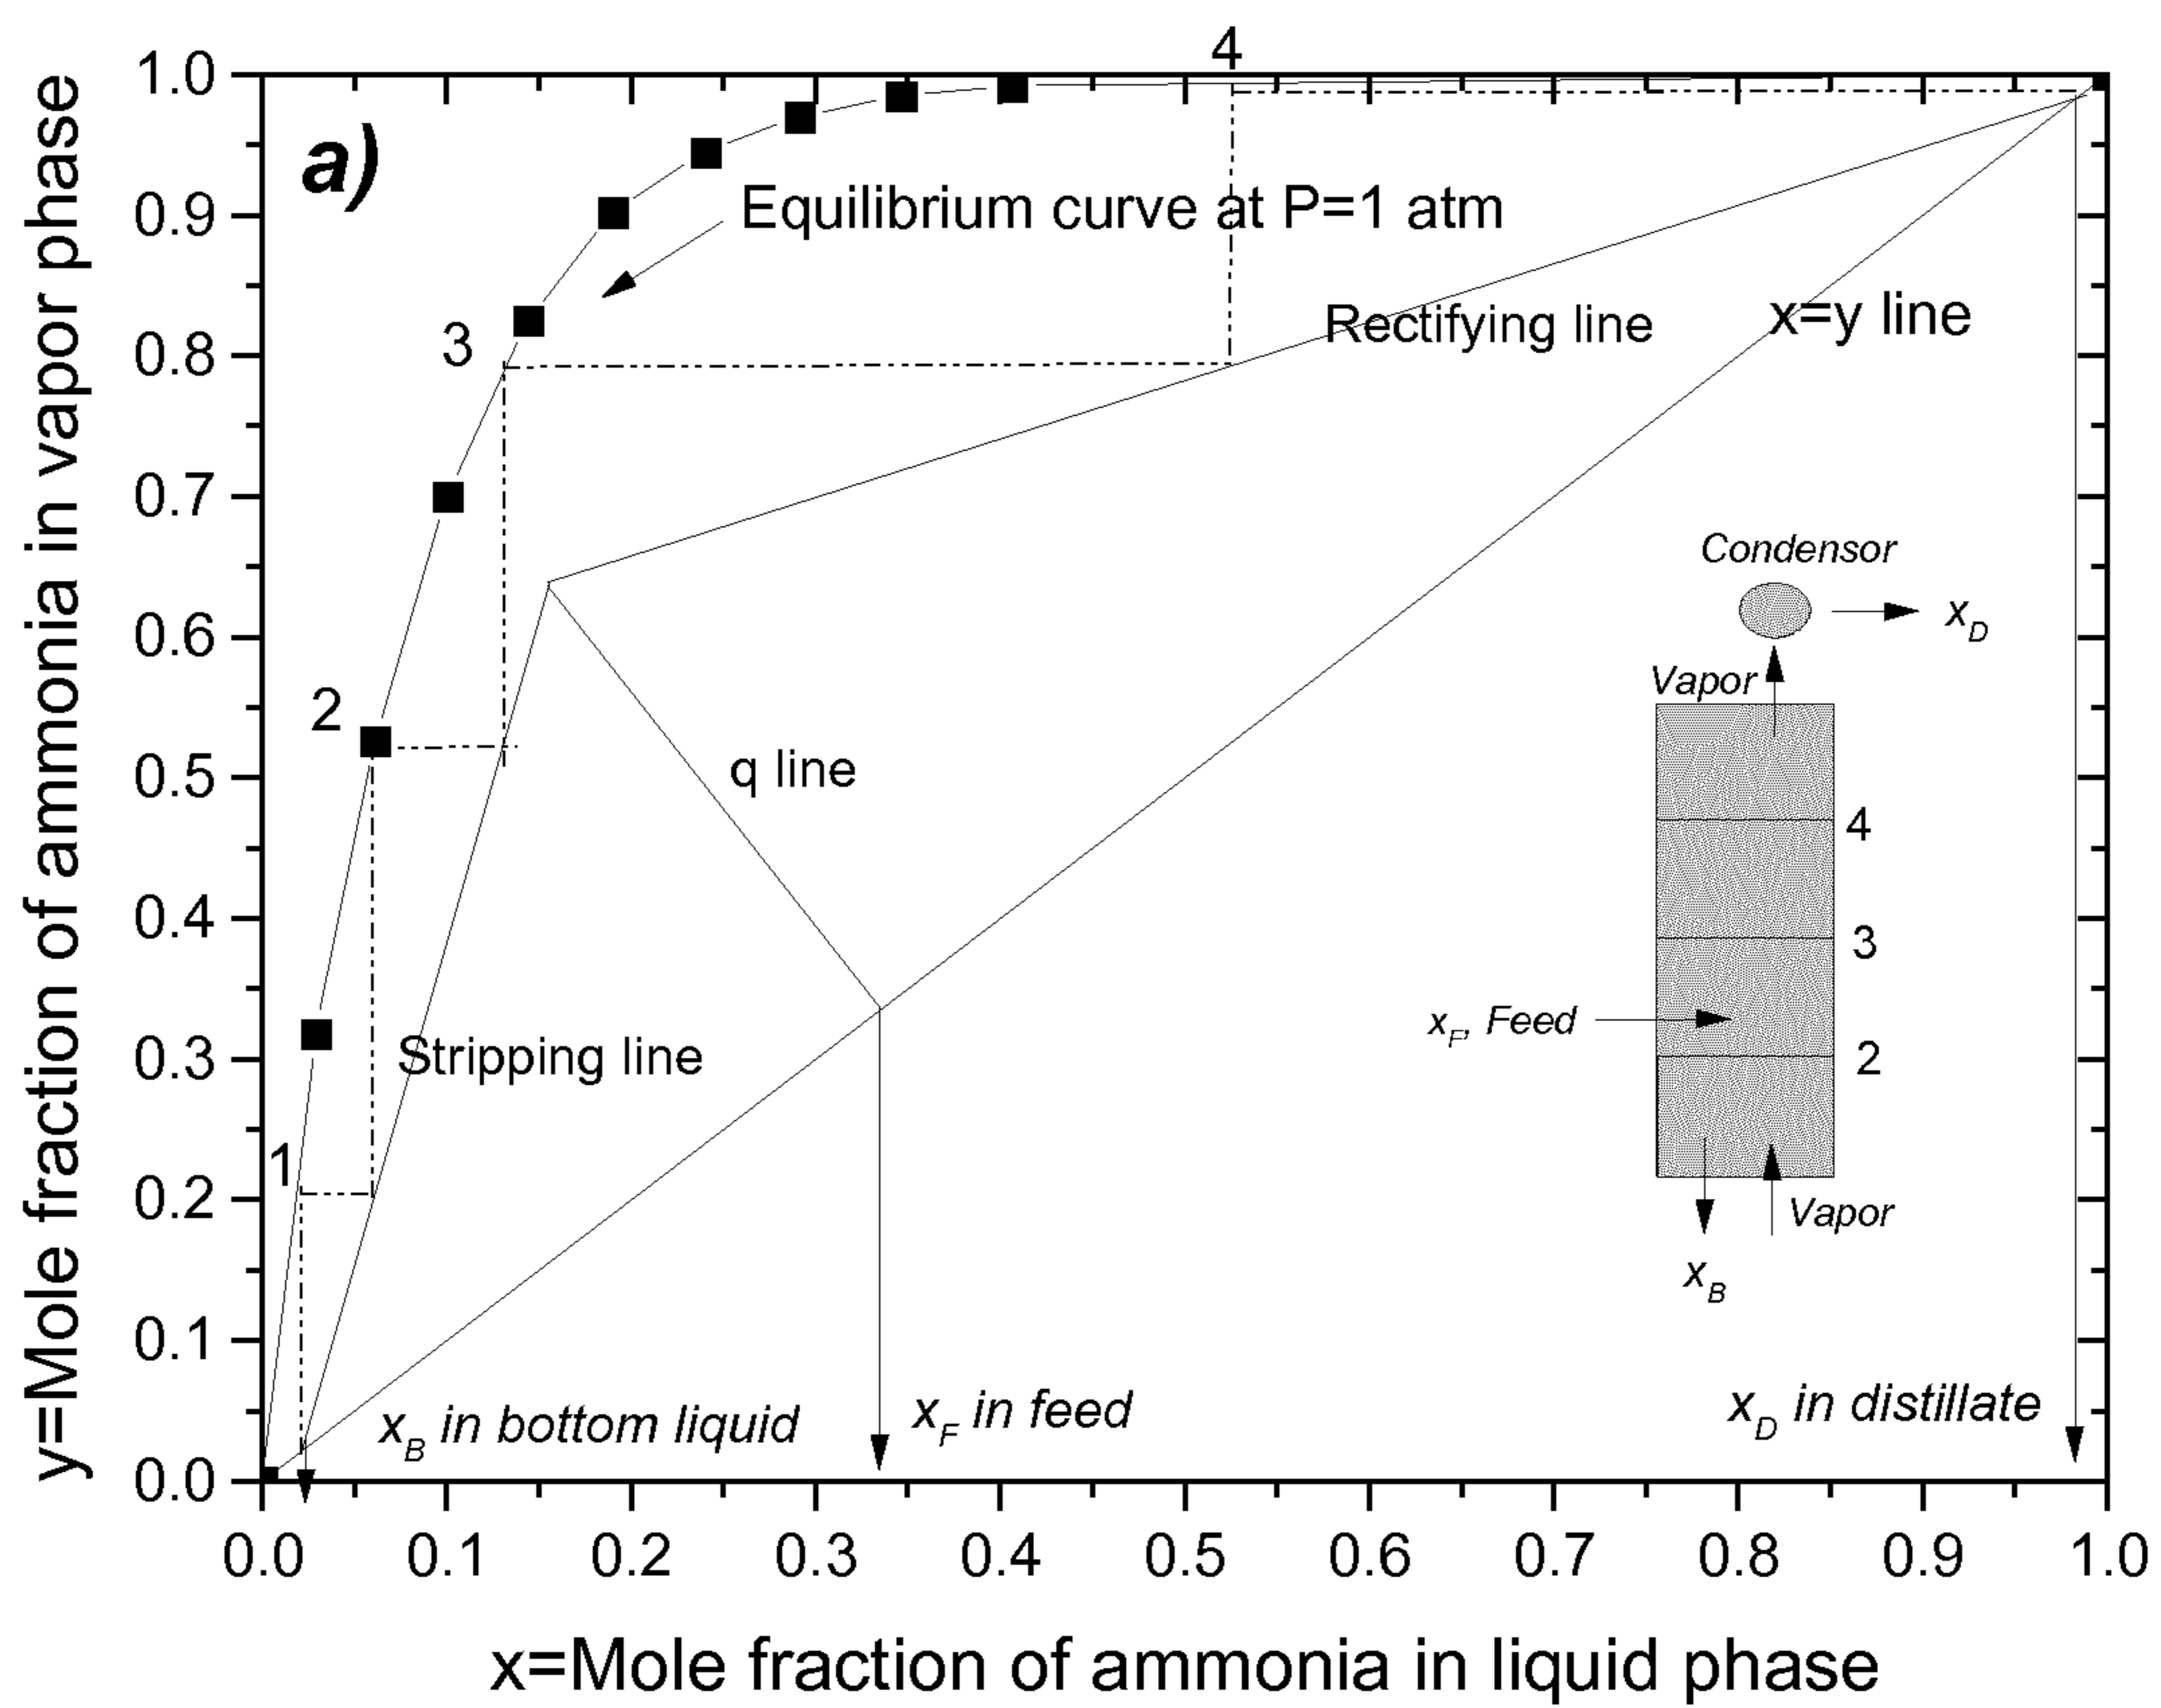 4
1.0
a)
0.9
Equilibrium curve at P=1 atm
0.8
3
Rectifying line
x=y line
0.7
Condensor
x_D
0.6
Vapor
2
q line
0.5
4
0.4
3
x_F, Feed
0.3
Stripping line
2
1
0.2
Vapor
x_B
0.1
x_B in bottom liquid
x_F in feed
x_D in distillate
0.0
0.0 0.1 0.2 0.3 0.4 0.5 0.6 0.7 0.8 0.9 1.0
x=Mole fraction of ammonia in liquid phase
y=Mole fraction of ammonia in vapor phase